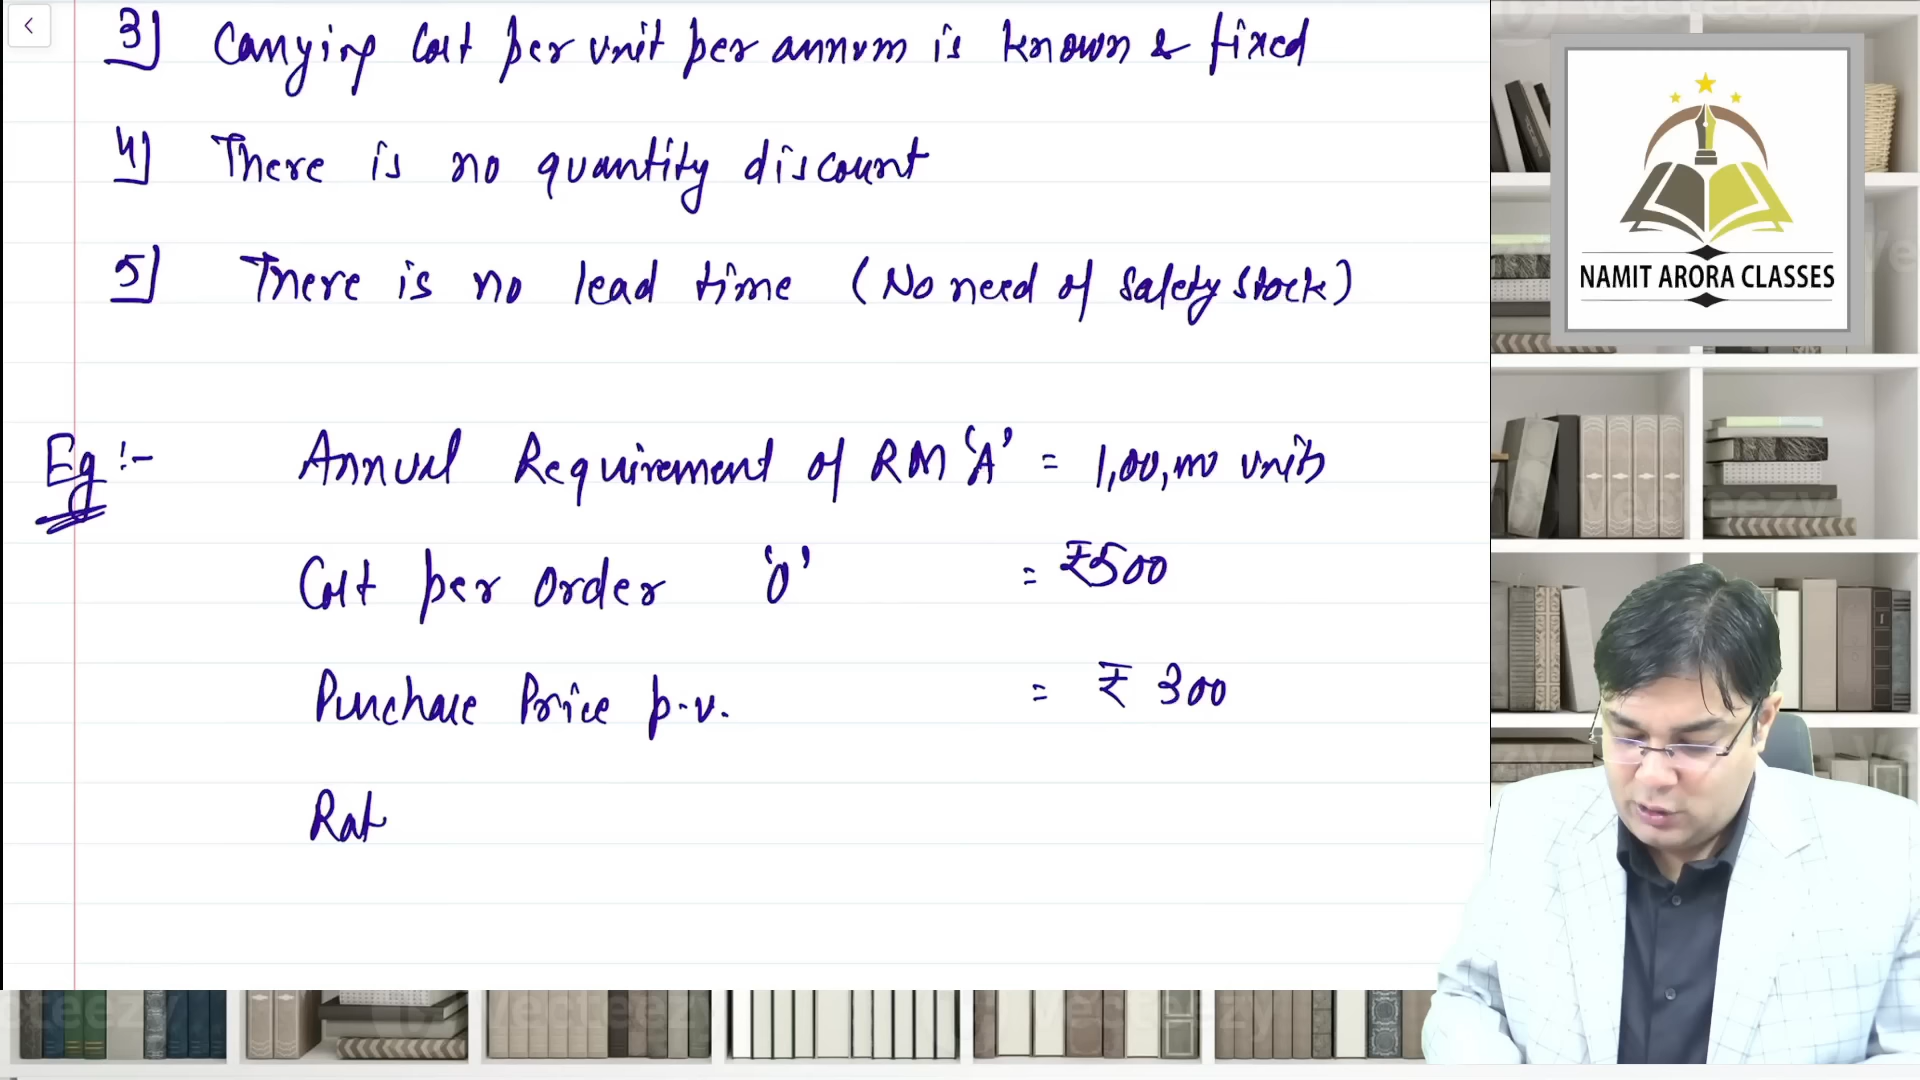 3] Carrying Cost per unit per annum is known & fixed
4] There is no quantity discount
5] There is no lead time (No need of Safety Stock)
Eg :- Annual Requirement of RM 'A' = 1,00,000 units
Cost per order 'O' = ₹500
Purchase Price p.u. = ₹ 300
Rat
NAMIT ARORA CLASSES